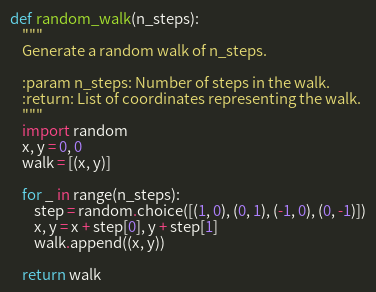 def random_walk(n_steps):
    """
    Generate a random walk of n_steps.

    :param n_steps: Number of steps in the walk.
    :return: List of coordinates representing the walk.
    """
    import random
    x, y = 0, 0
    walk = [(x, y)]

    for _ in range(n_steps):
        step = random.choice([(1, 0), (0, 1), (-1, 0), (0, -1)])
        x, y = x + step[0], y + step[1]
        walk.append((x, y))

    return walk